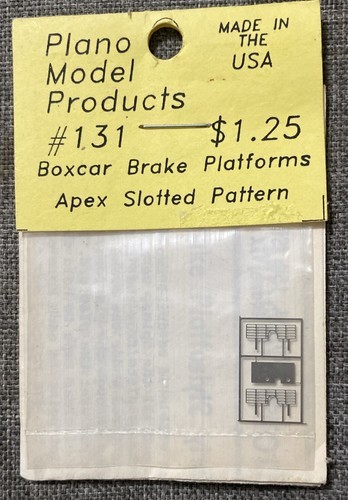 Plano
Model
Products
MADE IN
THE
USA
#131 $1.25
Boxcar Brake Platforms
Apex Slotted Pattern